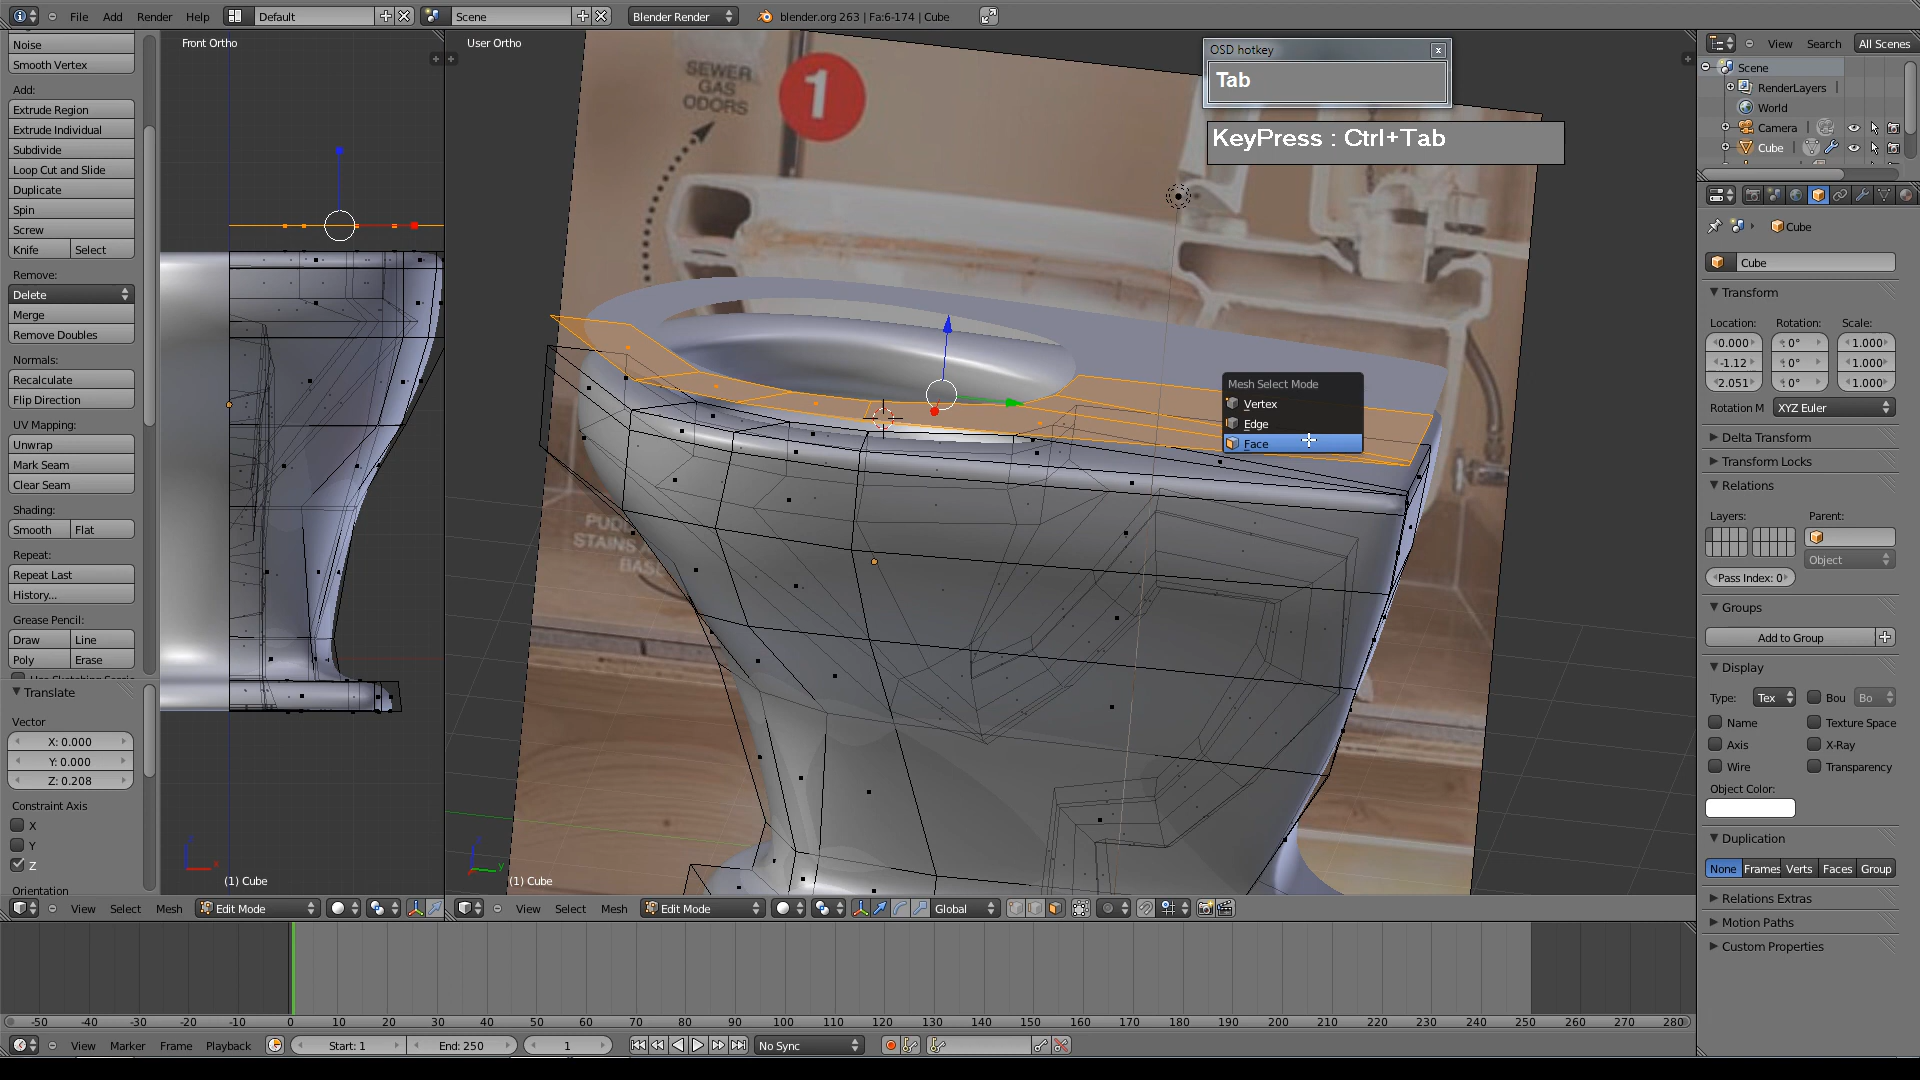 File
Add
Render
Help
Default
Scene
Blender Render
blender.org 263 | Fa:6-174 | Cube
Noise
Smooth Vertex
Add:
Extrude Region
Extrude Individual
Subdivide
Loop Cut and Slide
Duplicate
Spin
Screw
Knife
Select
Remove:
Delete
Merge
Remove Doubles
Normals:
Recalculate
Flip Direction
UV Mapping:
Unwrap
Mark Seam
Clear Seam
Shading:
Smooth
Flat
Repeat:
Repeat Last
History...
Grease Pencil:
Draw
Line
Poly
Erase
Translate
Vector
X: 0.000
Y: 0.000
Z: 0.208
Constraint Axis
X
Y
Z
Orientation
Front Ortho
(1) Cube
View
Select
Mesh
Edit Mode
User Ortho
SEWER
GAS
ODORS
1
OSD hotkey
Tab
KeyPress : Ctrl+Tab
Mesh Select Mode
Vertex
Edge
Face
STAINS
(1) Cube
View
Select
Mesh
Edit Mode
Global
View
Search
All Scenes
Scene
RenderLayers
World
Camera
Cube
Cube
Cube
Transform
Location:
Rotation:
Scale:
0.000
0°
1.000
-1.12
0°
1.000
2.051
0°
1.000
Rotation M
XYZ Euler
Delta Transform
Transform Locks
Relations
Layers:
Parent:
Object
Pass Index: 0
Groups
Add to Group
Display
Type:
Tex
Bou
Bo
Name
Texture Space
Axis
X-Ray
Wire
Transparency
Object Color:
Duplication
None
Frames
Verts
Faces
Group
Relations Extras
Motion Paths
Custom Properties
-50 -40 -30 -20 -10 0 10 20 30 40 50 60 70 80 90 100 110 120 130 140 150 160 170 180 190 200 210 220 230 240 250 260 270 280
View
Marker
Frame
Playback
Start: 1
End: 250
1
No Sync